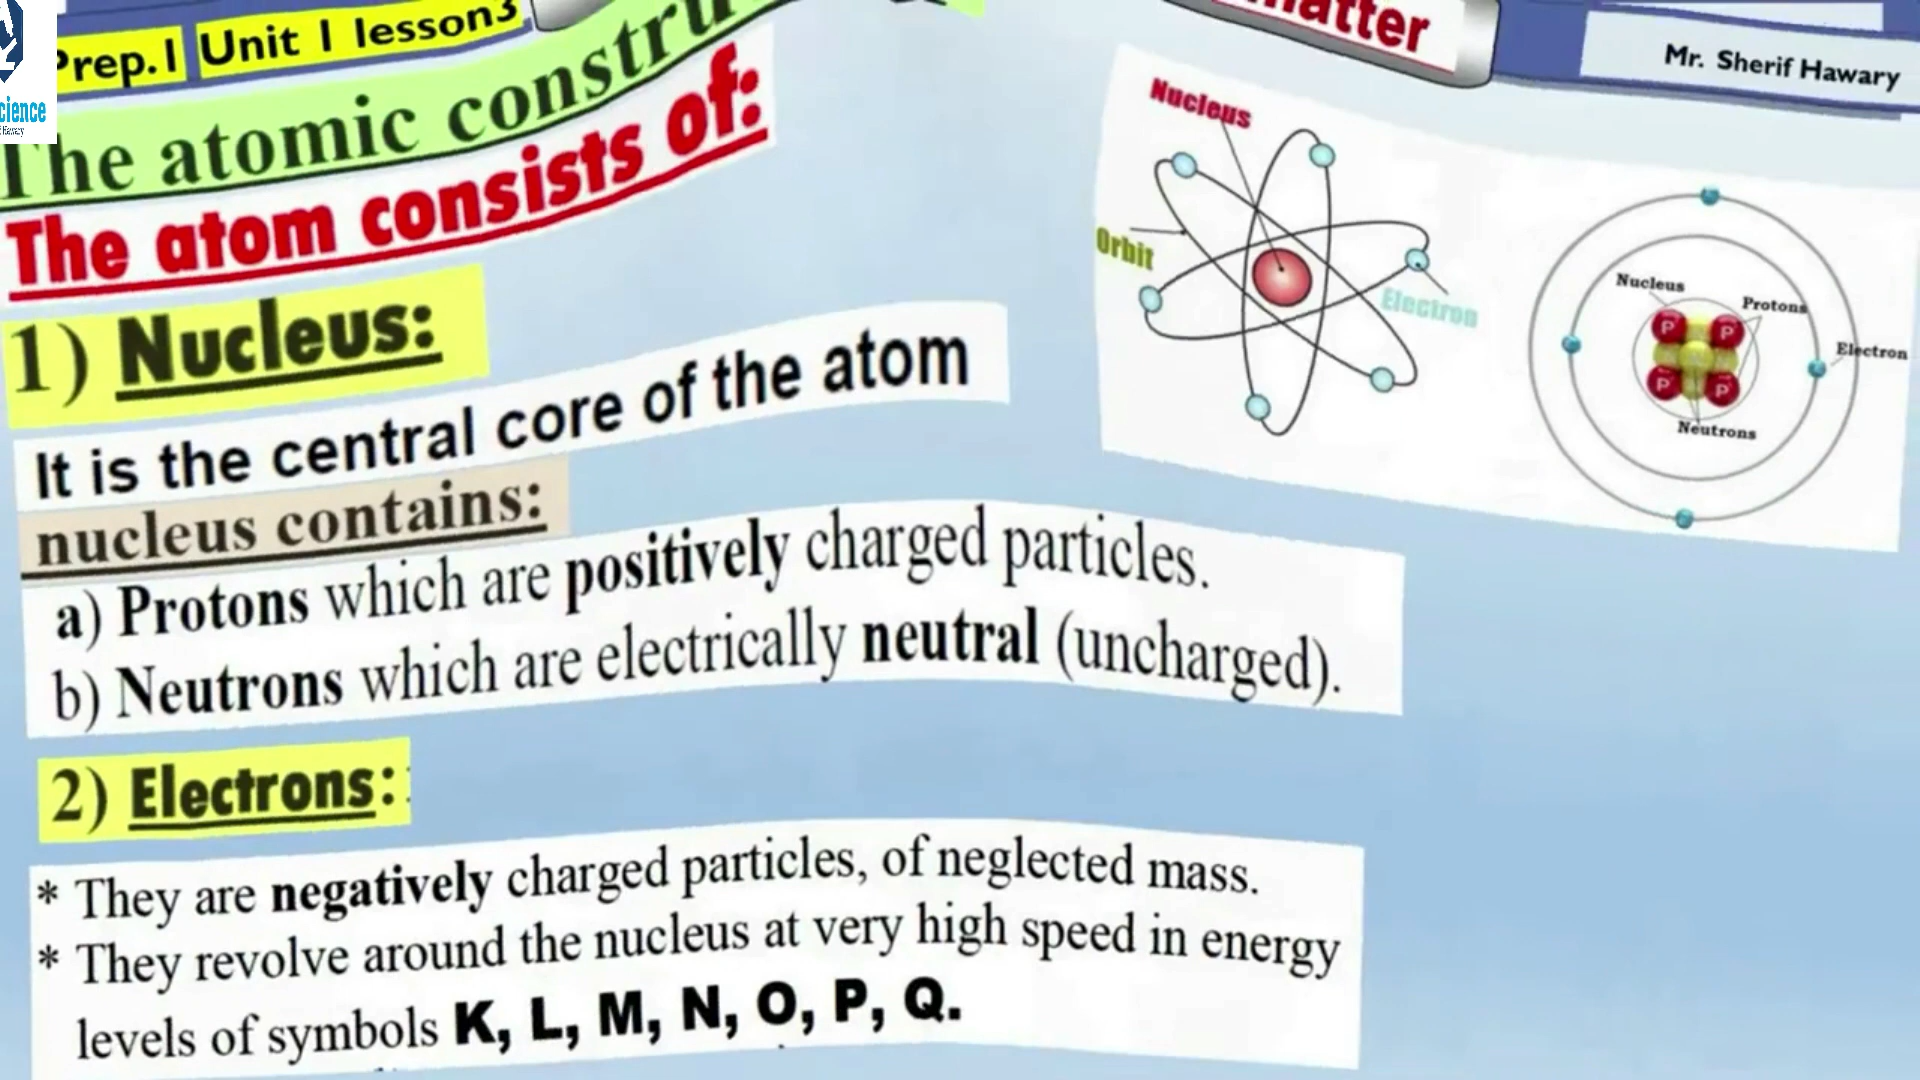 Prep.1 Unit 1 lesson3
matter
Mr. Sherif Hawary
cience
The atomic constru
The atom consists of:
1) Nucleus:
It is the central core of the atom
nucleus contains:
a) Protons which are positively charged particles.
b) Neutrons which are electrically neutral (uncharged).
2) Electrons:
* They are negatively charged particles, of neglected mass.
* They revolve around the nucleus at very high speed in energy
levels of symbols K, L, M, N, O, P, Q.
Nucleus
Orbit
Electron
Nucleus
Protons
Electron
P
P
P
P
Neutrons